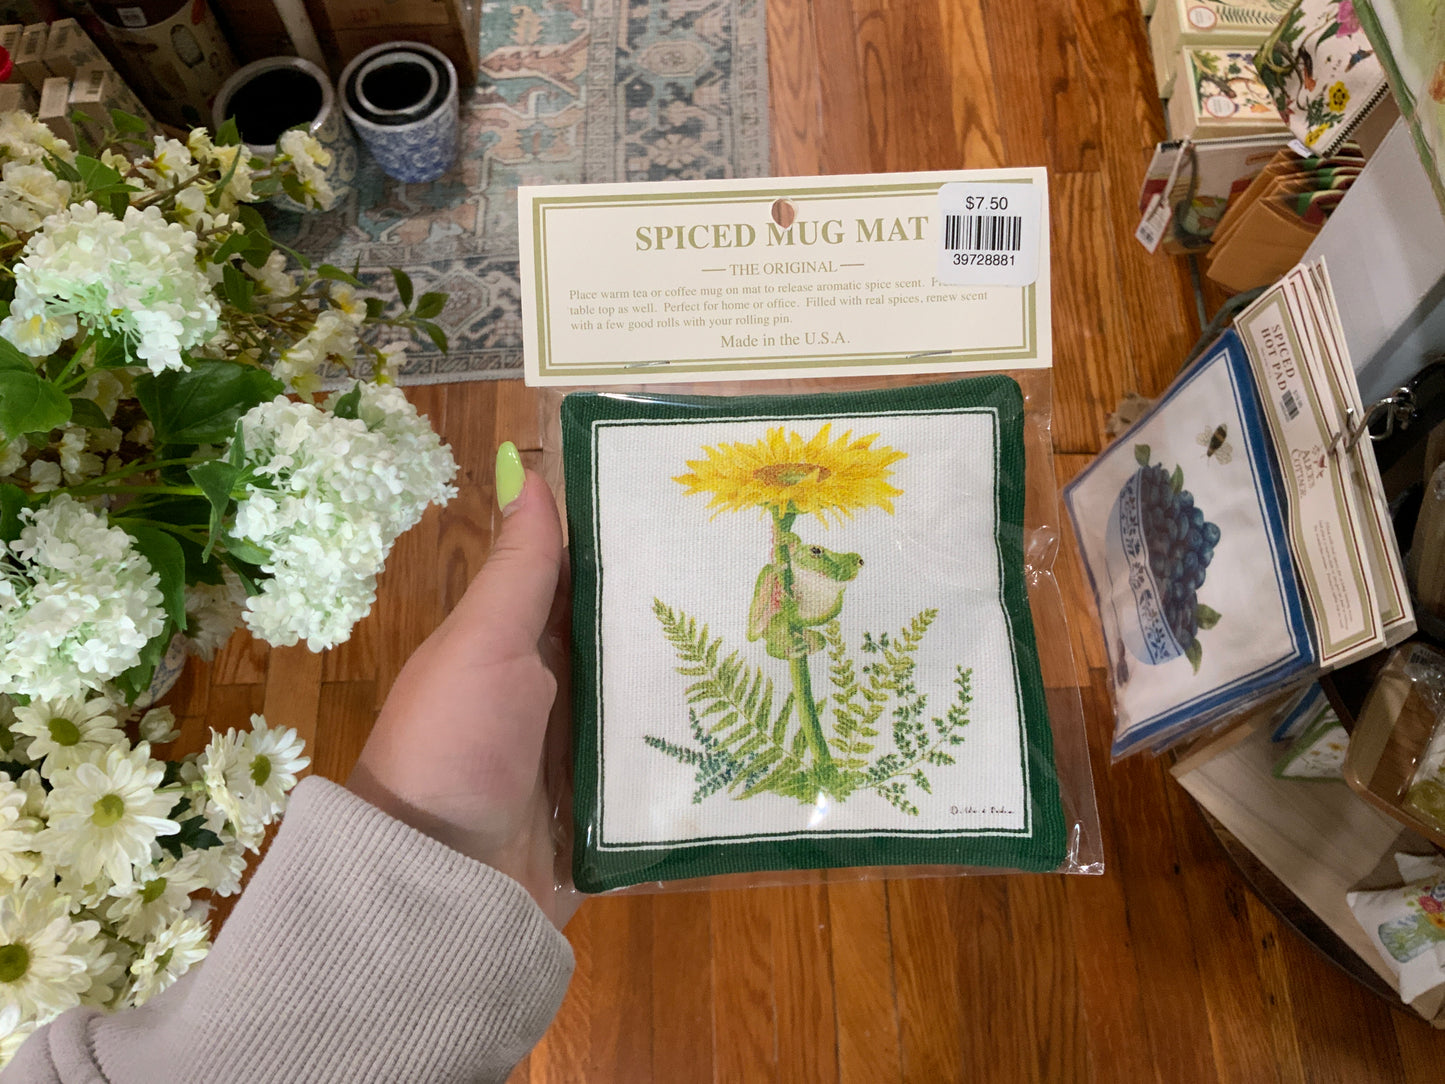 $7.50
39728881
SPICED MUG MAT
THE ORIGINAL
Place warm tea or coffee mug on mat to release aromatic spice scent.
table top as well. Perfect for home or office. Filled with real spices, renew scent
with a few good rolls with your rolling pin.
Made in the U.S.A.
SPICED
HOT PAD
ALICE'S
COTTAGE